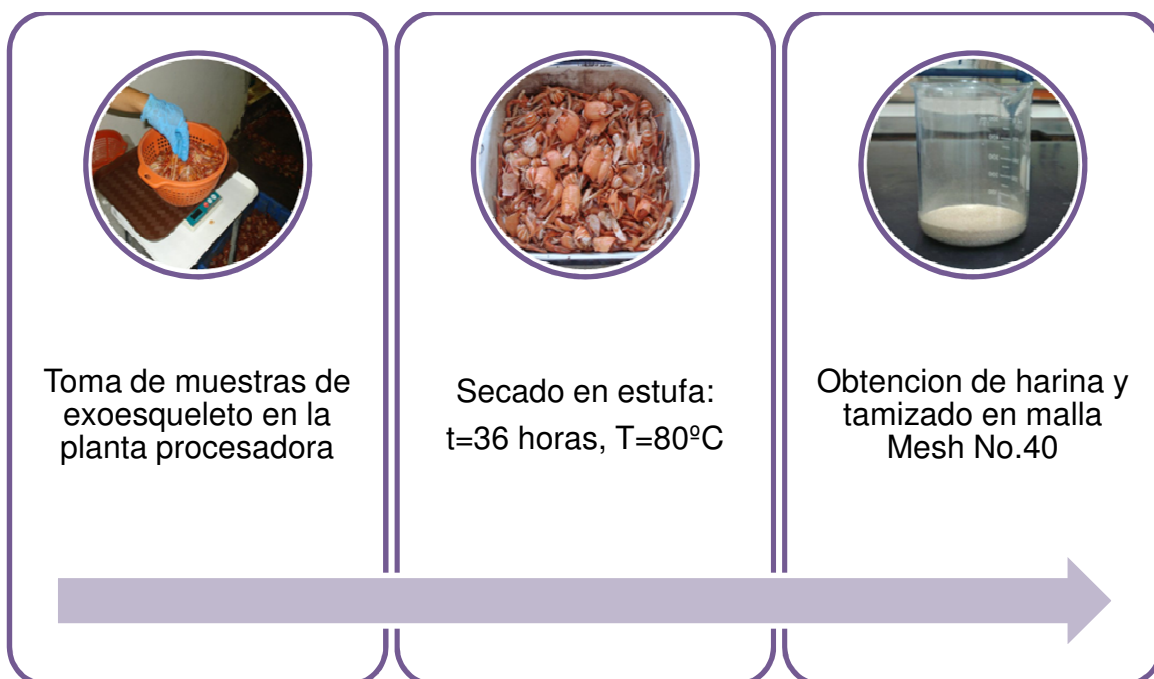 Toma de muestras de
exoesqueleto en la
planta procesadora
Secado en estufa:
t=36 horas, T=80ºC
Obtencion de harina y
tamizado en malla
Mesh No.40